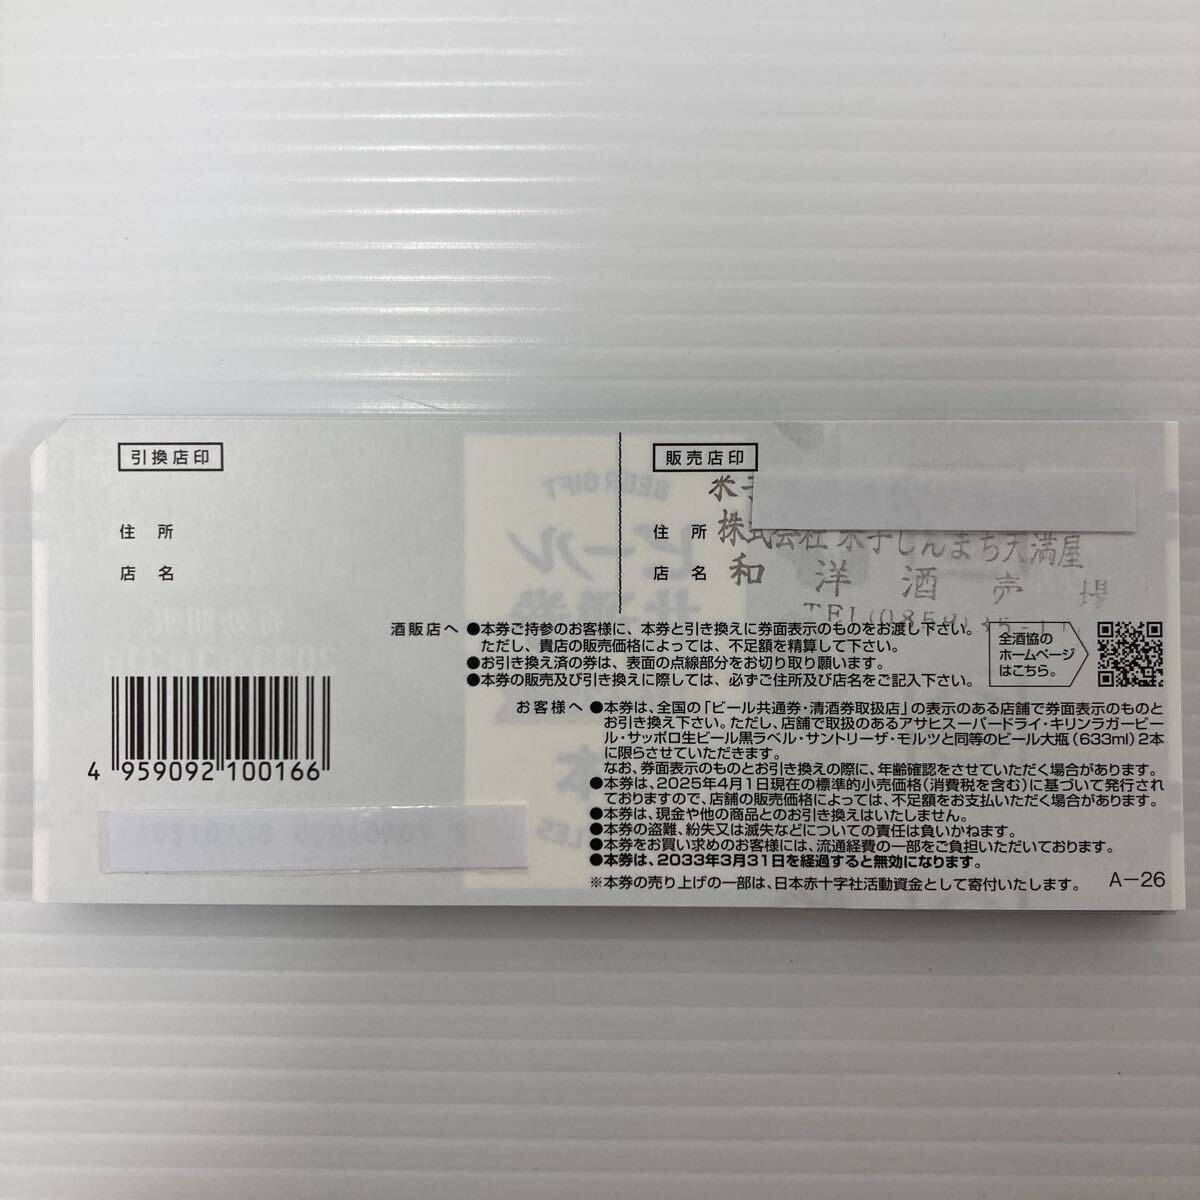 引換店印
住 所
店 名
4 959092 100166
販売店印
米子
住 所 株式会社 米子しんまち天満屋
店 名 和 洋 酒 売 場
TEL(0859)35-1
酒販店へ ●本券ご持参のお客様に、本券と引き換えに券面表示のものをお渡し下さい。
ただし、貴店の販売価格によっては、不足額を精算して下さい。
●お引き換え済の券は、表面の点線部分をお切り取り願います。
●本券の販売及び引き換えに際しては、必ずご住所及び店名をご記入下さい。
全酒協の
ホームページ
はこちら。
お客様へ ●本券は、全国の「ビール共通券・清酒券取扱店」の表示のある店舗で券面表示のものと
お引き換え下さい。ただし、店舗で取扱のあるアサヒスーパードライ・キリンラガービー
ル・サッポロ生ビール黒ラベル・サントリーザ・モルツと同等のビール大瓶(633ml)2本
に限らさせていただきます。
なお、券面表示のものとお引き換えの際に、年齢確認をさせていただく場合があります。
●本券は、2025年4月1日現在の標準的小売価格(消費税を含む)に基づいて発行され
ておりますので、店舗の販売価格によっては、不足額をお支払いいただく場合があります。
●本券は、現金や他の商品とのお引き換えはいたしません。
●本券の盗難、紛失又は滅失などについての責任は負いかねます。
●本券をお買い求めのお客様には、流通経費の一部をご負担いただいております。
●本券は、2033年3月31日を経過すると無効になります。
※本券の売り上げの一部は、日本赤十字社活動資金として寄付いたします。 A-26